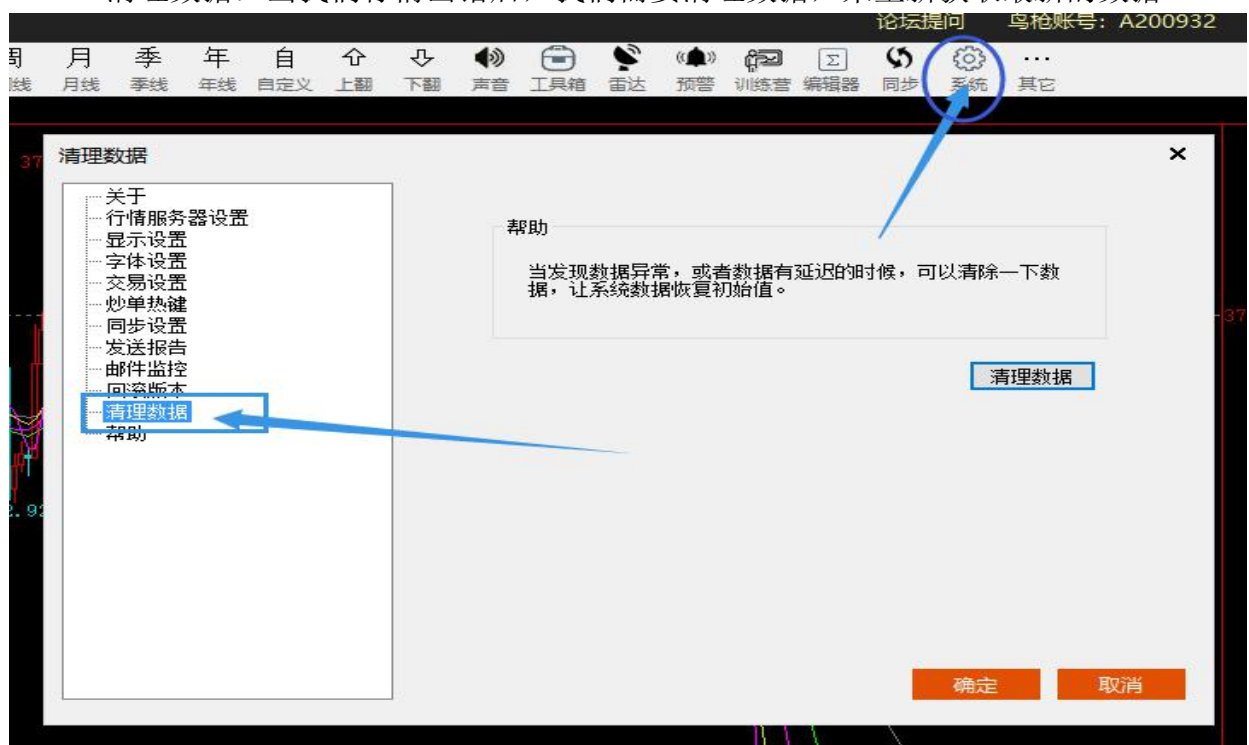 论坛提问 鸟枪账号: A200932
月 季 年 自 声音 工具箱 雷达 预警 训练营 Σ 编辑器 同步 系统 ... 其它
月线 季线 年线 自定义 上翻 下翻
37
清理数据
关于
行情服务器设置
显示设置
字体设置
交易设置
炒单热键
同步设置
发送报告
邮件监控
回滚版本
清理数据
帮助
帮助
当发现数据异常，或者数据有延迟的时候，可以清除一下数
据，让系统数据恢复初始值。
清理数据
37
.92
确定 取消